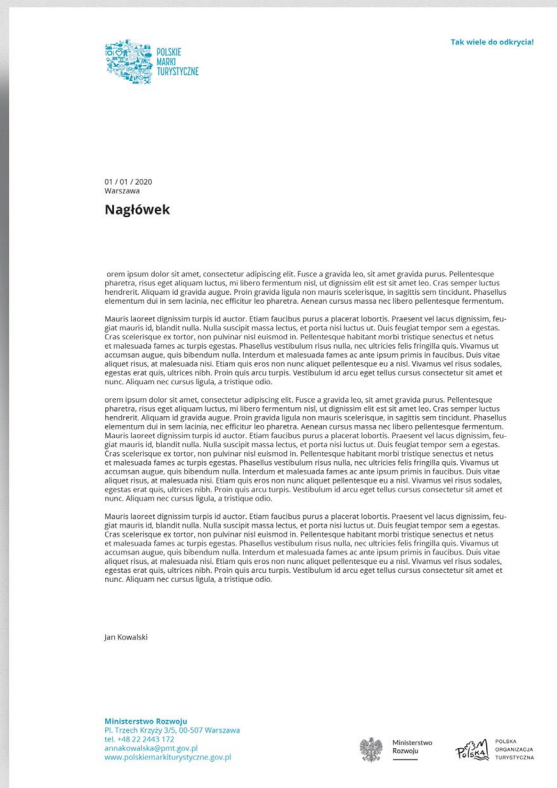 POLSKIE
MARKI
TURYSTYCZNE
Tak wiele do odkrycia!
01 / 01 / 2020
Warszawa
Nagłówek
orem ipsum dolor sit amet, consectetur adipiscing elit. Fusce a gravida leo, sit amet gravida purus. Pellentesque
pharetra, risus eget aliquam luctus, mi libero fermentum nisl, ut dignissim elit est sit amet leo. Cras semper luctus
hendrerit. Aliquam id gravida augue. Proin gravida ligula non mauris scelerisque, in sagittis sem tincidunt. Phasellus
elementum dui in sem lacinia, nec efficitur leo pharetra. Aenean cursus massa nec libero pellentesque fermentum.
Mauris laoreet dignissim turpis id auctor. Etiam faucibus purus a placerat lobortis. Praesent vel lacus dignissim, feu-
giat mauris id, blandit nulla. Nulla suscipit massa lectus, et porta nisi luctus ut. Duis feugiat tempor sem a egestas.
Cras scelerisque ex tortor, non pulvinar nisl euismod in. Pellentesque habitant morbi tristique senectus et netus
et malesuada fames ac turpis egestas. Phasellus vestibulum risus nulla, nec ultricies felis fringilla quis. Vivamus ut
accumsan augue, quis bibendum nulla. Interdum et malesuada fames ac ante ipsum primis in faucibus. Duis vitae
aliquet risus, at malesuada nisi. Etiam quis eros non nunc aliquet pellentesque eu a nisl. Vivamus vel risus sodales,
egestas erat quis, ultrices nibh. Proin quis arcu turpis. Vestibulum id arcu eget tellus cursus consectetur sit amet et
nunc. Aliquam nec cursus ligula, a tristique odio.
orem ipsum dolor sit amet, consectetur adipiscing elit. Fusce a gravida leo, sit amet gravida purus. Pellentesque
pharetra, risus eget aliquam luctus, mi libero fermentum nisl, ut dignissim elit est sit amet leo. Cras semper luctus
hendrerit. Aliquam id gravida augue. Proin gravida ligula non mauris scelerisque, in sagittis sem tincidunt. Phasellus
elementum dui in sem lacinia, nec efficitur leo pharetra. Aenean cursus massa nec libero pellentesque fermentum.
Mauris laoreet dignissim turpis id auctor. Etiam faucibus purus a placerat lobortis. Praesent vel lacus dignissim, feu-
giat mauris id, blandit nulla. Nulla suscipit massa lectus, et porta nisi luctus ut. Duis feugiat tempor sem a egestas.
Cras scelerisque ex tortor, non pulvinar nisl euismod in. Pellentesque habitant morbi tristique senectus et netus
et malesuada fames ac turpis egestas. Phasellus vestibulum risus nulla, nec ultricies felis fringilla quis. Vivamus ut
accumsan augue, quis bibendum nulla. Interdum et malesuada fames ac ante ipsum primis in faucibus. Duis vitae
aliquet risus, at malesuada nisi. Etiam quis eros non nunc aliquet pellentesque eu a nisl. Vivamus vel risus sodales,
egestas erat quis, ultrices nibh. Proin quis arcu turpis. Vestibulum id arcu eget tellus cursus consectetur sit amet et
nunc. Aliquam nec cursus ligula, a tristique odio.
Mauris laoreet dignissim turpis id auctor. Etiam faucibus purus a placerat lobortis. Praesent vel lacus dignissim, feu-
giat mauris id, blandit nulla. Nulla suscipit massa lectus, et porta nisi luctus ut. Duis feugiat tempor sem a egestas.
Cras scelerisque ex tortor, non pulvinar nisl euismod in. Pellentesque habitant morbi tristique senectus et netus
et malesuada fames ac turpis egestas. Phasellus vestibulum risus nulla, nec ultricies felis fringilla quis. Vivamus ut
accumsan augue, quis bibendum nulla. Interdum et malesuada fames ac ante ipsum primis in faucibus. Duis vitae
aliquet risus, at malesuada nisi. Etiam quis eros non nunc aliquet pellentesque eu a nisl. Vivamus vel risus sodales,
egestas erat quis, ultrices nibh. Proin quis arcu turpis. Vestibulum id arcu eget tellus cursus consectetur sit amet et
nunc. Aliquam nec cursus ligula, a tristique odio.
Jan Kowalski
Ministerstwo Rozwoju
Pl. Trzech Krzyży 3/5, 00-507 Warszawa
tel. +48 22 2443 172
annakowalska@pmt.gov.pl
www.polskiemarkiturystyczne.gov.pl
Ministerstwo
Rozwoju
Polska
POLSKA
ORGANIZACJA
TURYSTYCZNA